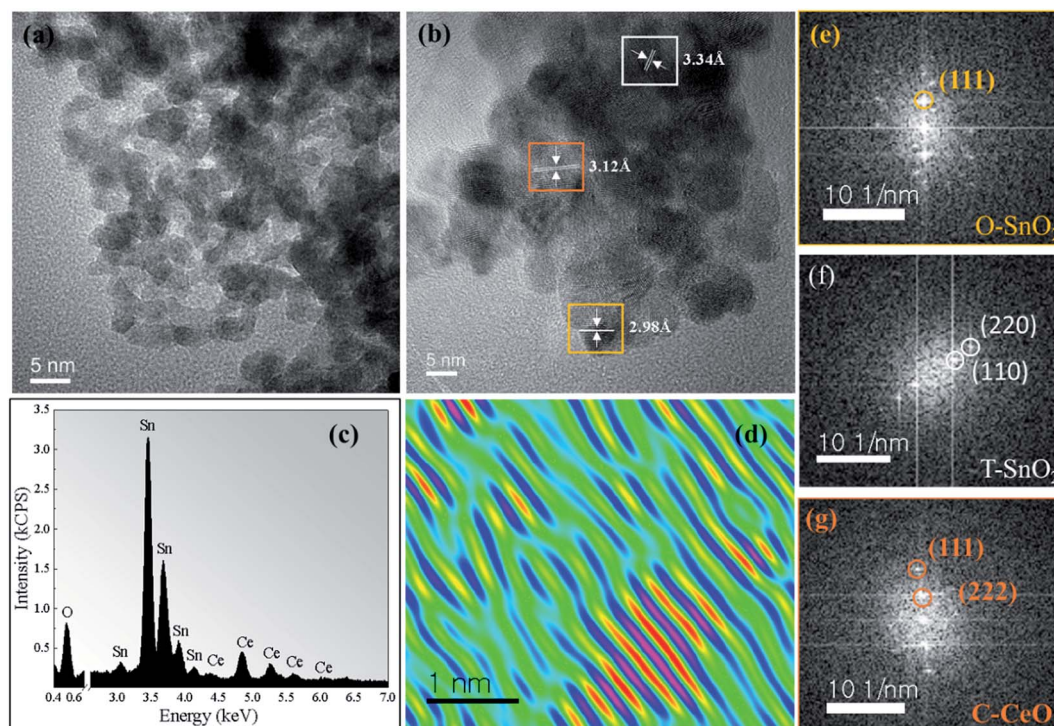 (a)
5 nm
(b)
3.34Å
3.12Å
2.98Å
5 nm
(c)
Intensity (kCPS)
3.5
3.0
2.5
2.0
1.5
1.0
0.5
O
Sn
Sn
Sn
Sn
Sn
Ce
Ce
Ce
Ce
Ce
0.4 0.6 3.0 3.5 4.0 4.5 5.0 5.5 6.0 6.5 7.0
Energy (keV)
(d)
1 nm
(e)
(111)
10 1/nm
O-SnO2
(f)
(220)
(110)
10 1/nm
T-SnO2
(g)
(111)
(222)
10 1/nm
C-CeO